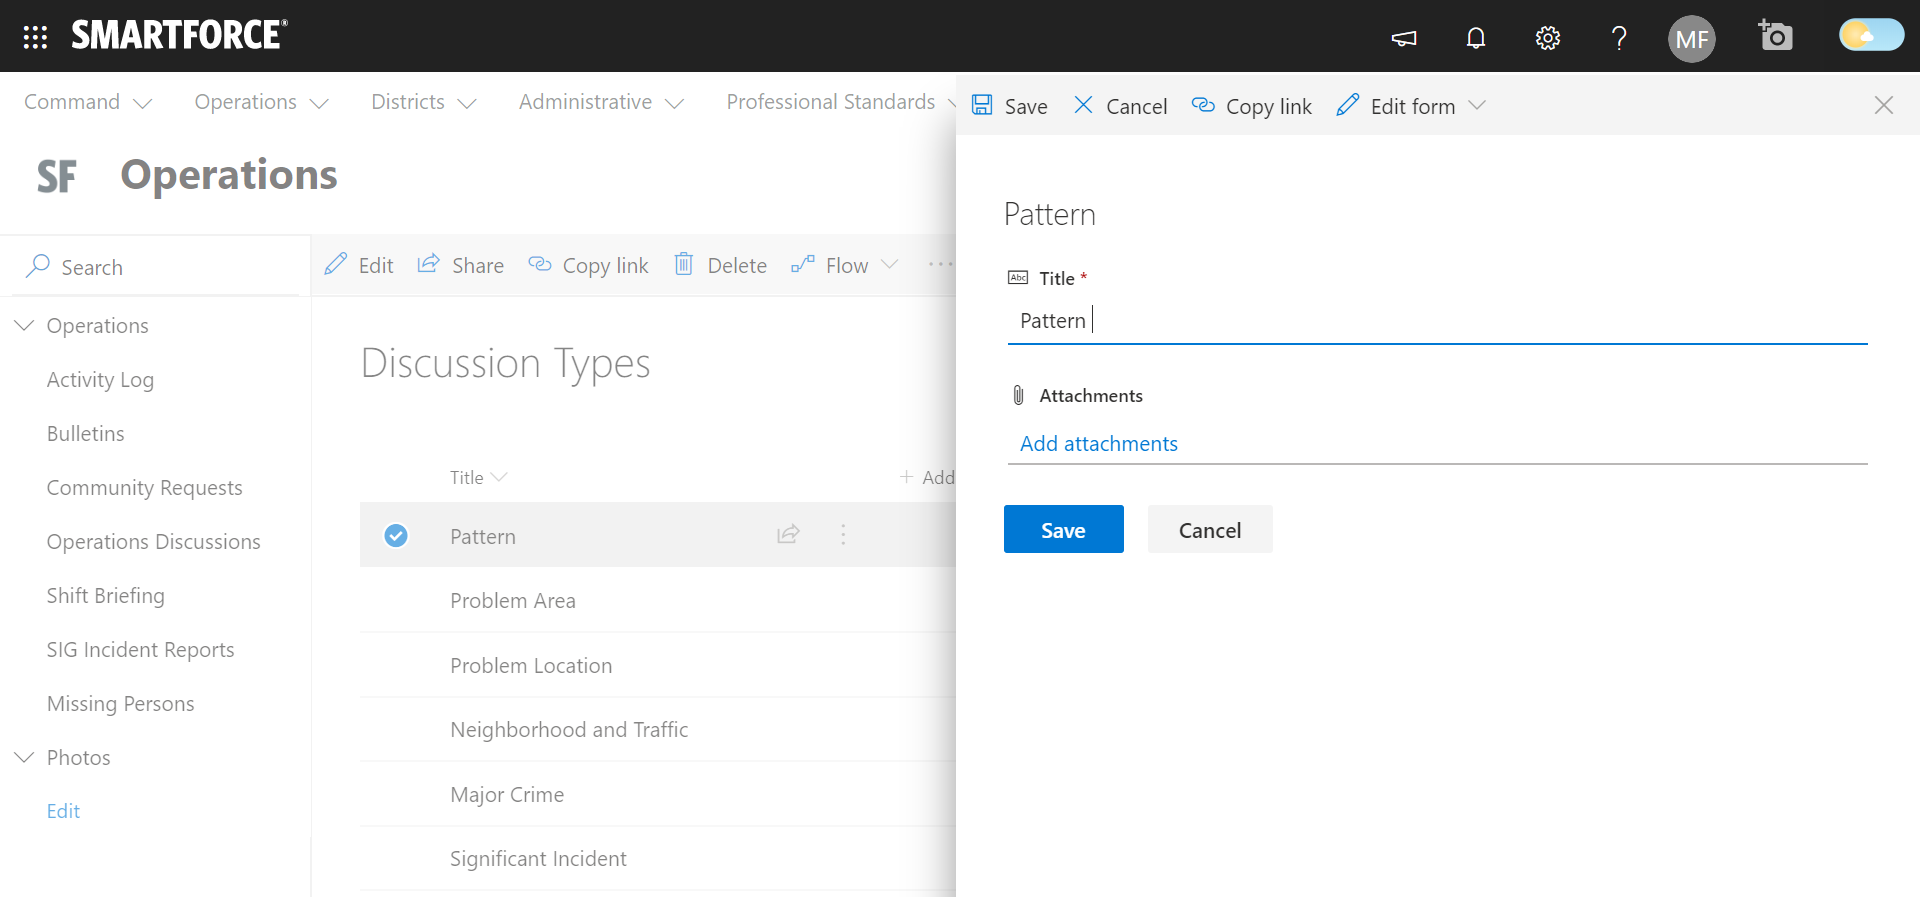 SMARTFORCE®
MF
Command Operations Districts Administrative Professional Standards
Save Cancel Copy link Edit form
SF Operations
Search
Edit Share Copy link Delete Flow ...
Operations
Activity Log
Bulletins
Community Requests
Operations Discussions
Shift Briefing
SIG Incident Reports
Missing Persons
Photos
Edit
Discussion Types
Title + Add
Pattern
Problem Area
Problem Location
Neighborhood and Traffic
Major Crime
Significant Incident
Pattern
Abc Title *
Pattern
Attachments
Add attachments
Save Cancel